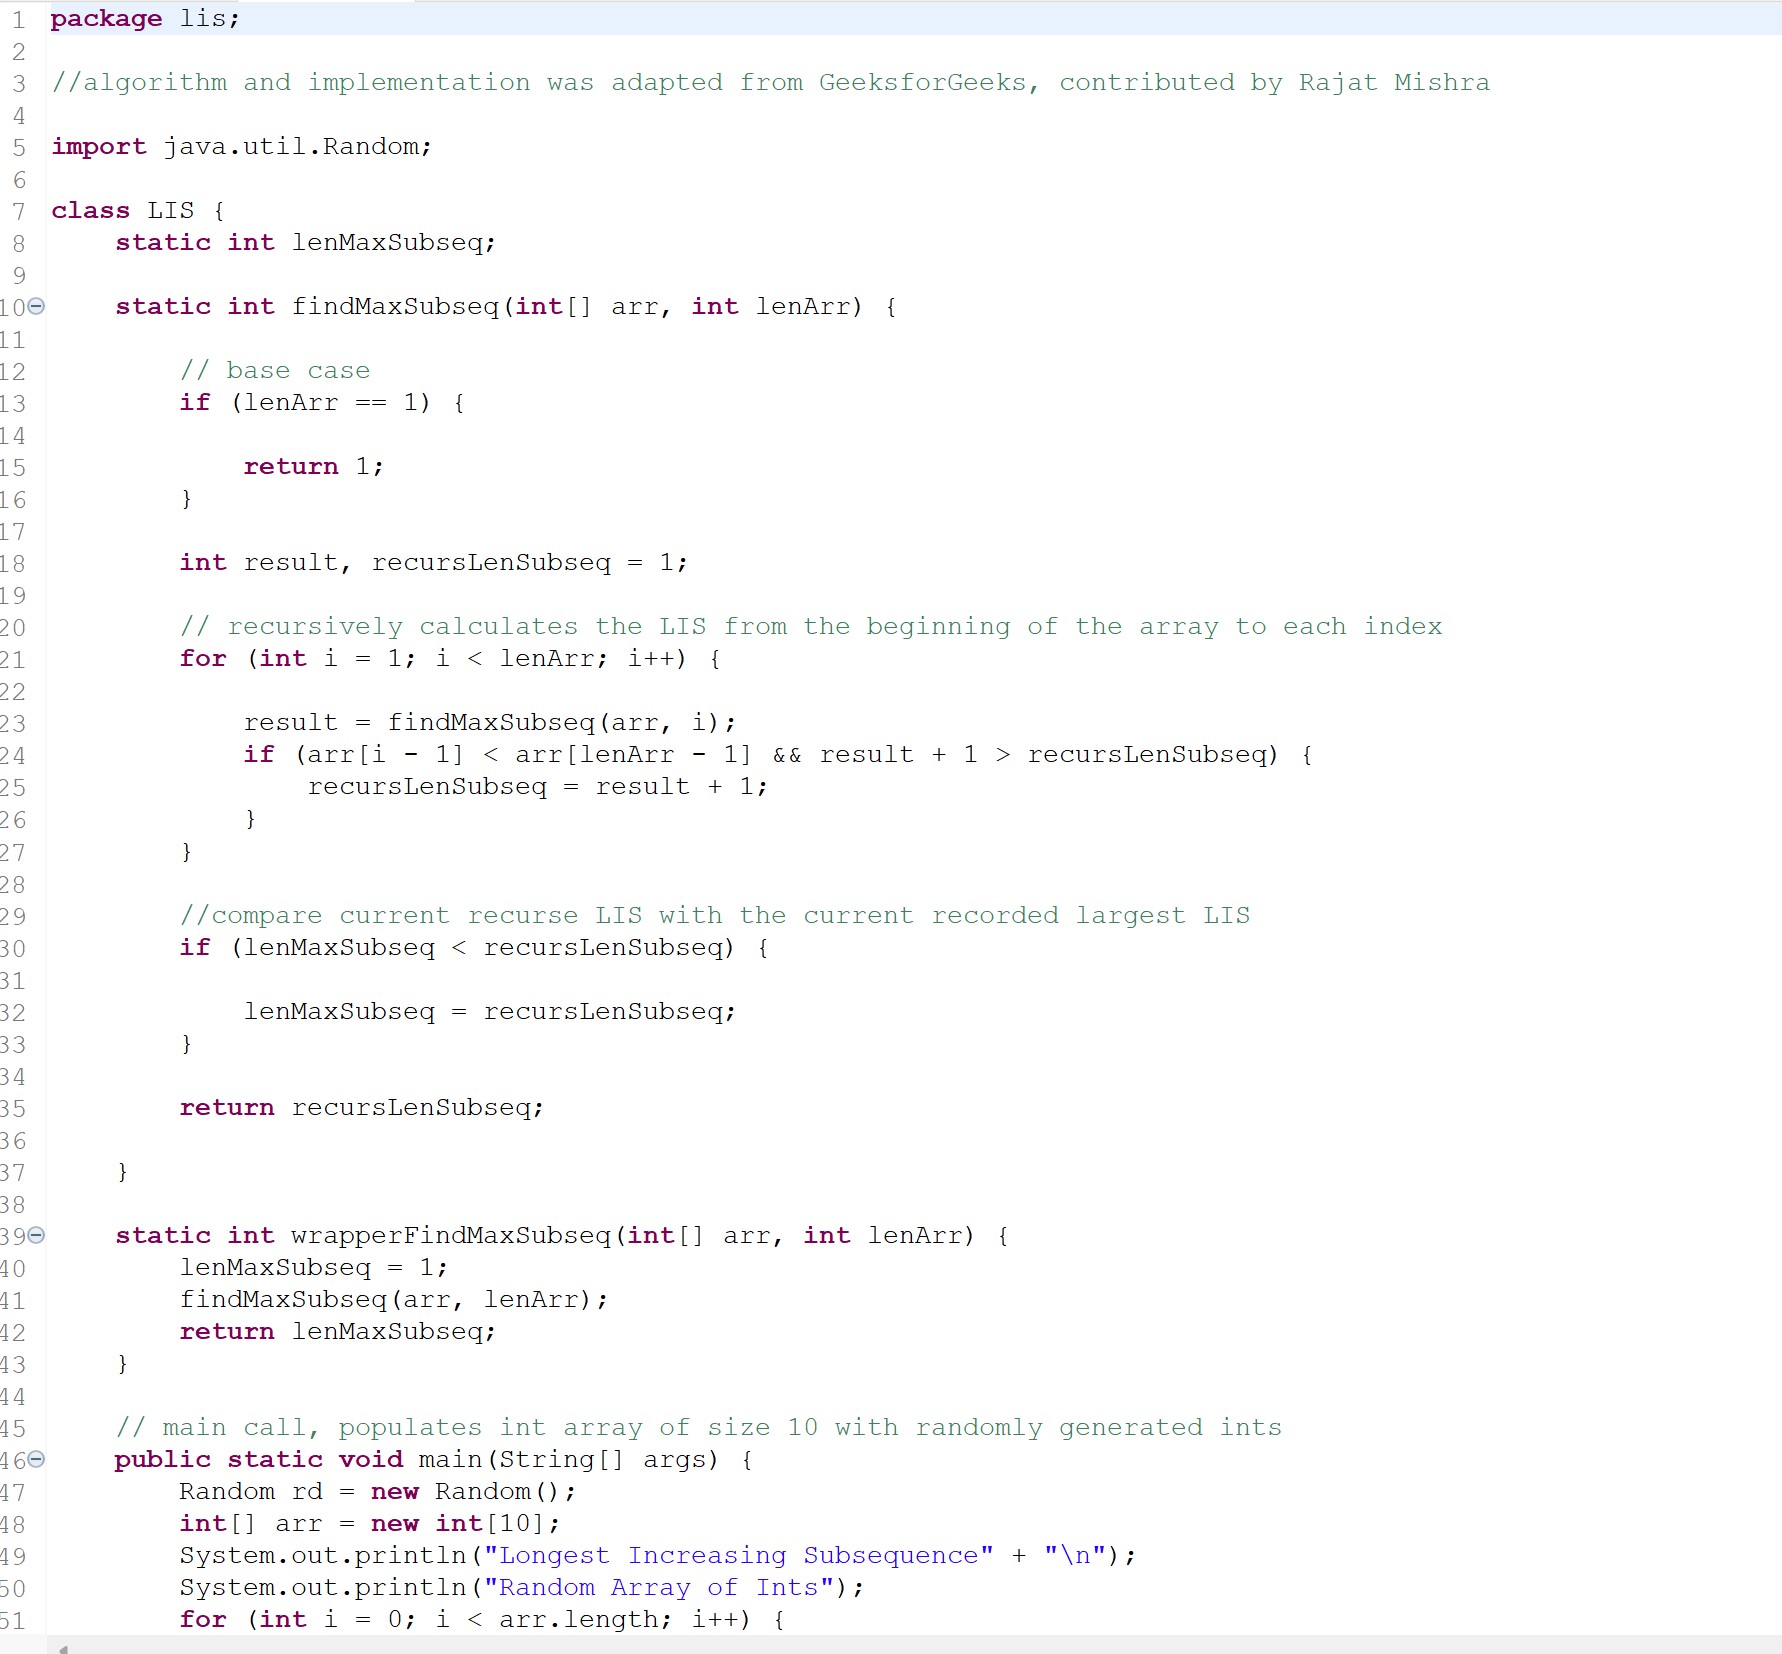 1 package lis;
2
3 //algorithm and implementation was adapted from GeeksforGeeks, contributed by Rajat Mishra
4
5 import java.util.Random;
6
7 class LIS {
8     static int lenMaxSubseq;
9
10     static int findMaxSubseq(int[] arr, int lenArr) {
11
12         // base case
13         if (lenArr == 1) {
14
15             return 1;
16         }
17
18         int result, recursLenSubseq = 1;
19
20         // recursively calculates the LIS from the beginning of the array to each index
21         for (int i = 1; i < lenArr; i++) {
22
23             result = findMaxSubseq(arr, i);
24             if (arr[i - 1] < arr[lenArr - 1] && result + 1 > recursLenSubseq) {
25                 recursLenSubseq = result + 1;
26             }
27         }
28
29         //compare current recurse LIS with the current recorded largest LIS
30         if (lenMaxSubseq < recursLenSubseq) {
31
32             lenMaxSubseq = recursLenSubseq;
33         }
34
35         return recursLenSubseq;
36
37     }
38
39     static int wrapperFindMaxSubseq(int[] arr, int lenArr) {
40         lenMaxSubseq = 1;
41         findMaxSubseq(arr, lenArr);
42         return lenMaxSubseq;
43     }
44
45     // main call, populates int array of size 10 with randomly generated ints
46     public static void main(String[] args) {
47         Random rd = new Random();
48         int[] arr = new int[10];
49         System.out.println("Longest Increasing Subsequence" + "\n");
50         System.out.println("Random Array of Ints");
51         for (int i = 0; i < arr.length; i++) {